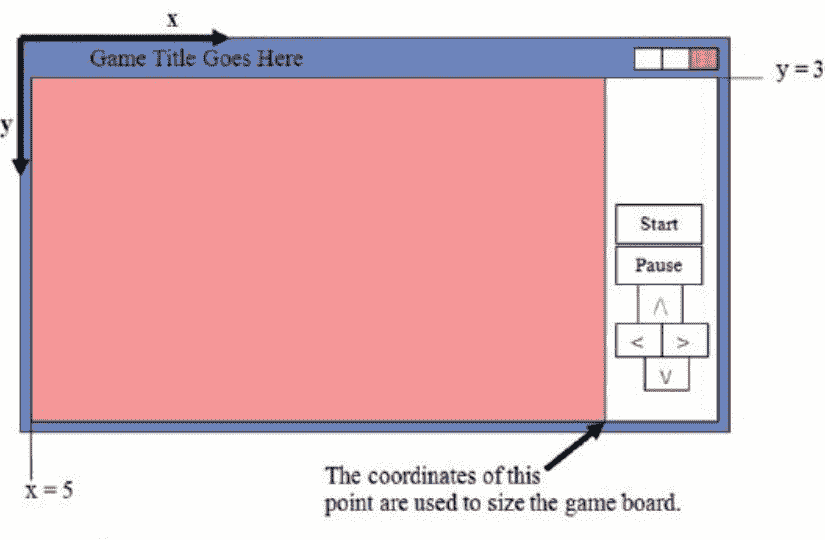 x
Game Title Goes Here
y = 3
y
Start
Pause
^
< >
v
x = 5
The coordinates of this
point are used to size the game board.